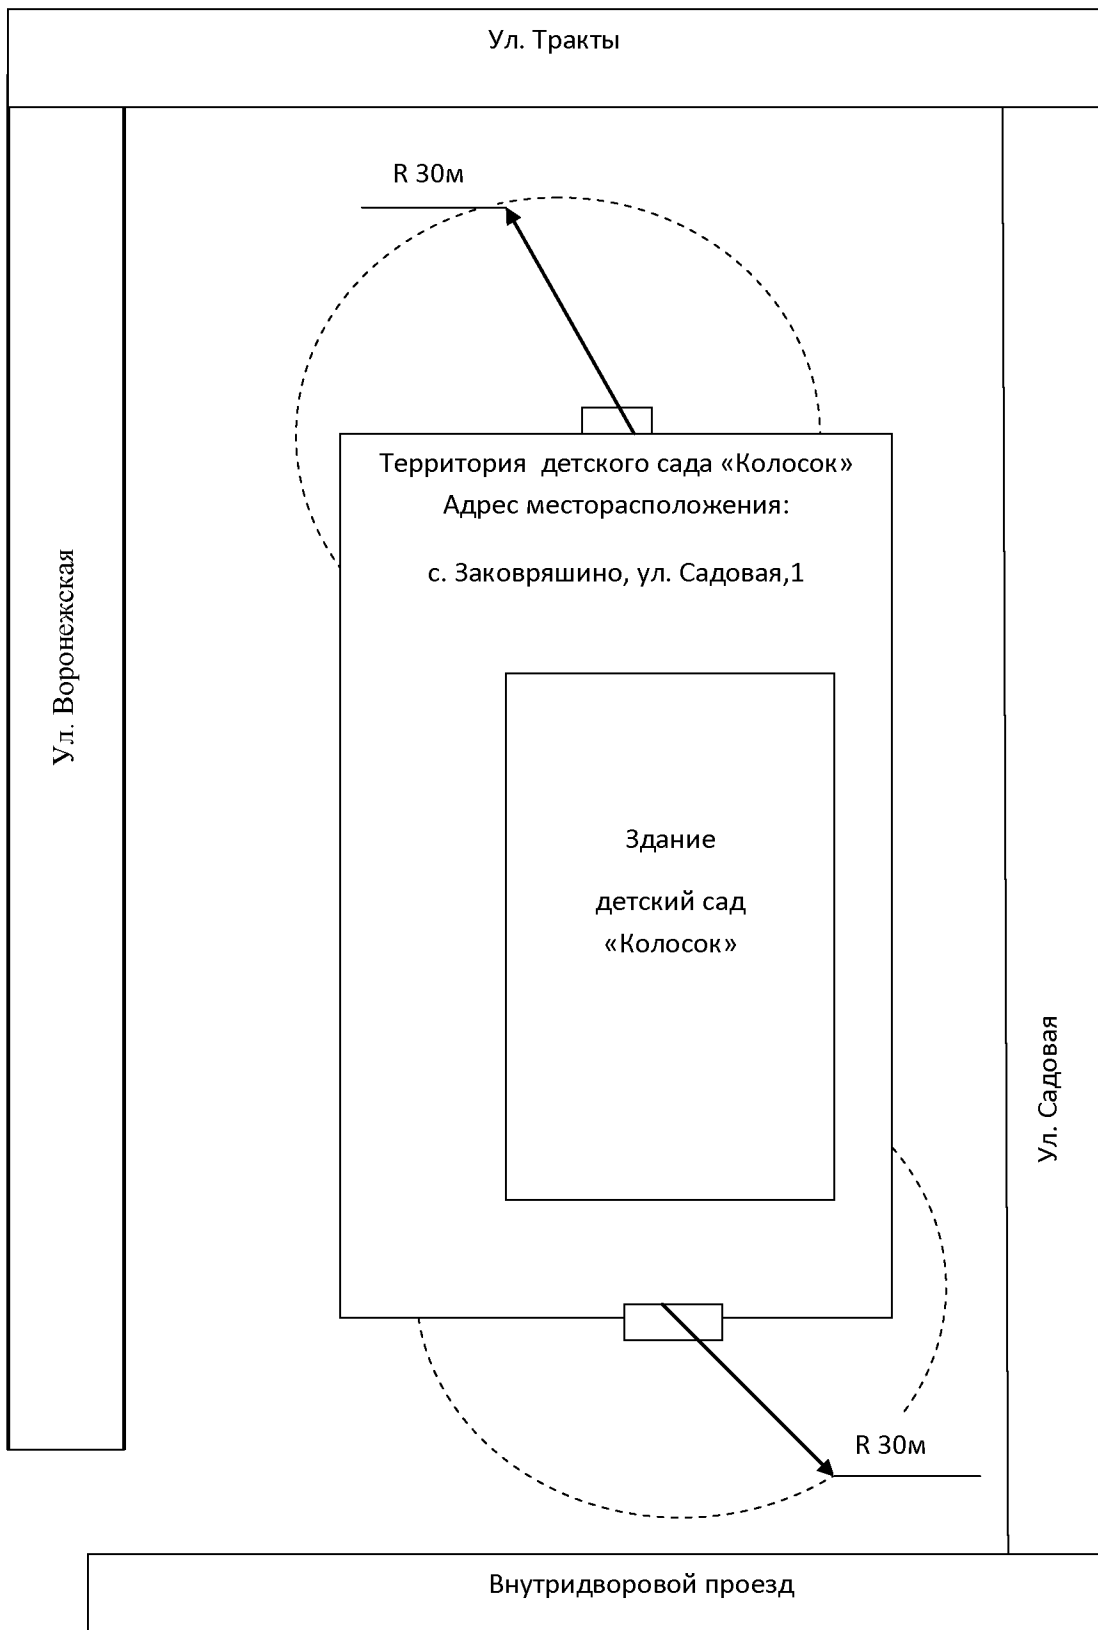 Ул. Тракты
R 30м
Территория детского сада «Колосок»
Адрес месторасположения:
с. Заковряшино, ул. Садовая,1
Ул. Воронежская
Здание
детский сад
«Колосок»
Ул. Садовая
R 30м
Внутридворовой проезд